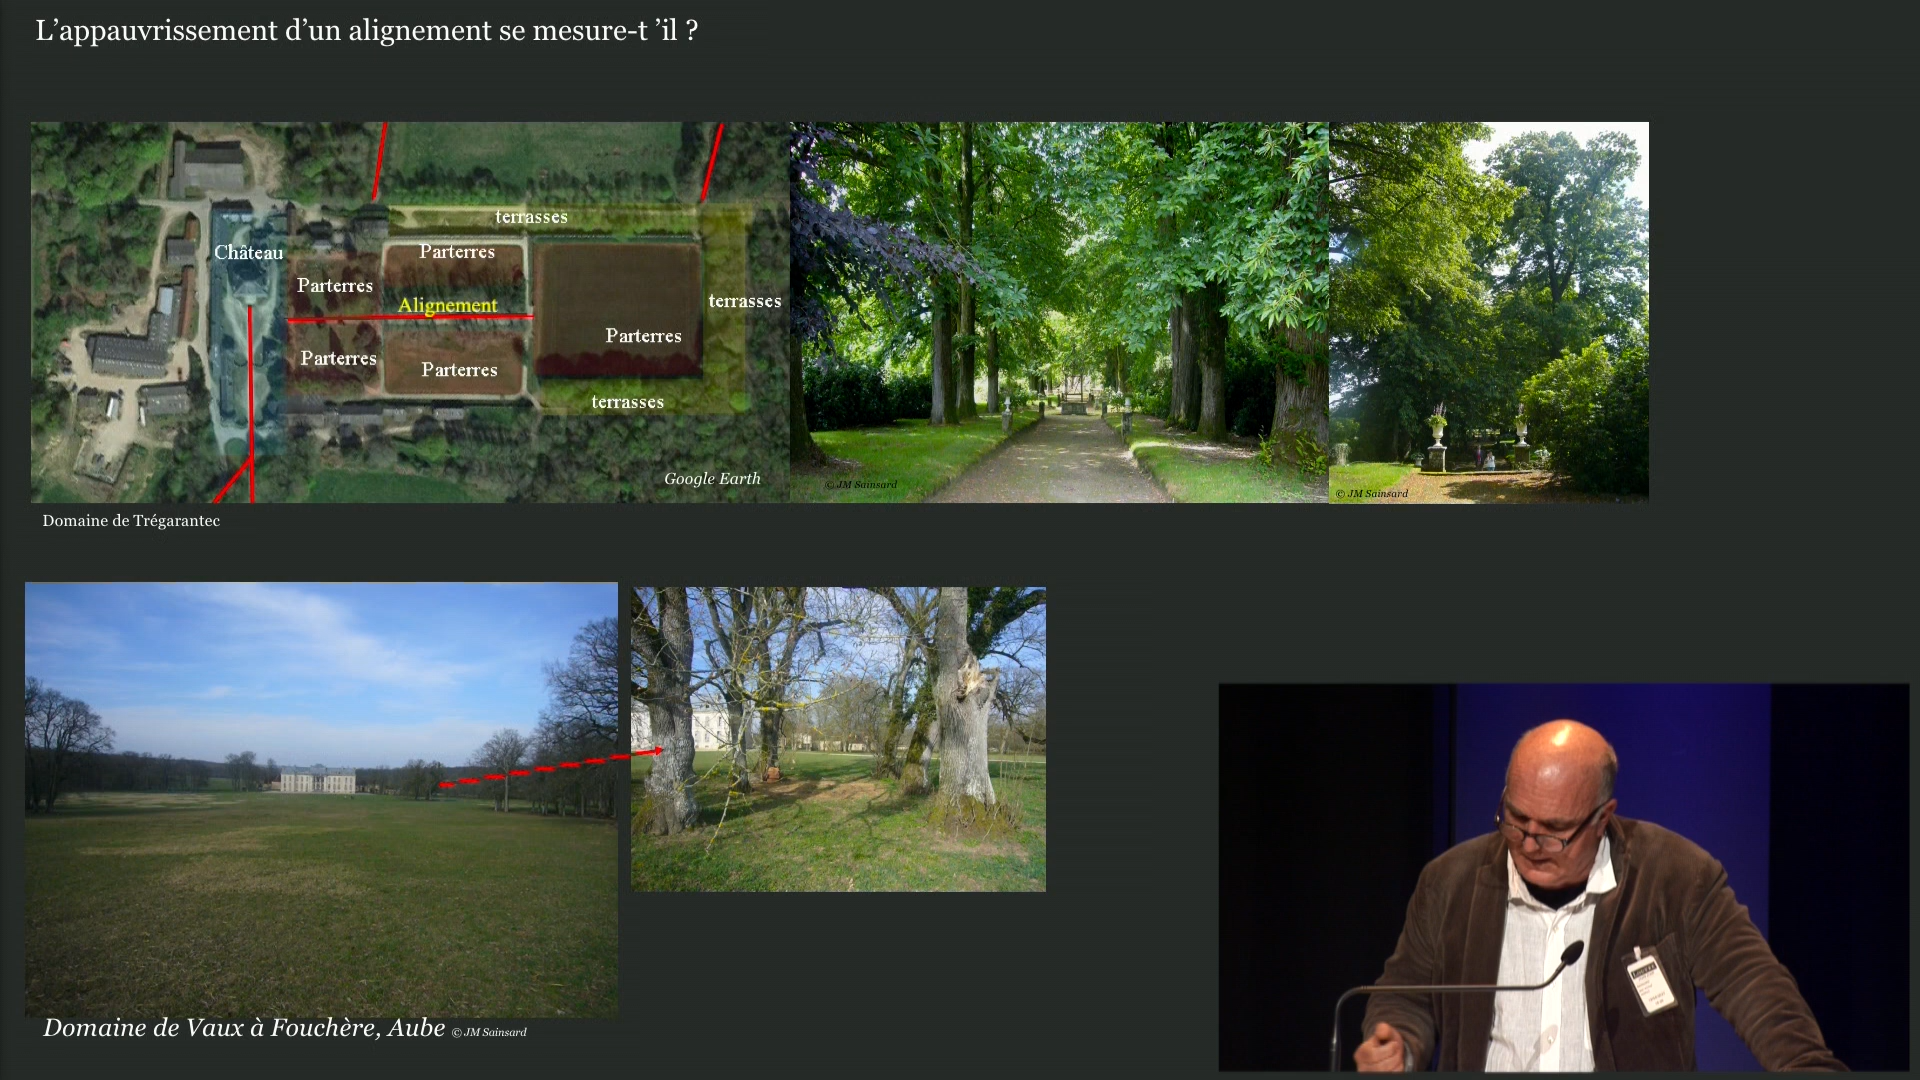 L’appauvrissement d’un alignement se mesure-t ’il ?
terrasses
Château
Parterres
Parterres
Alignement
terrasses
Parterres
Parterres
Parterres
terrasses
Google Earth
© JM Sainsard
© JM Sainsard
Domaine de Trégarantec
Domaine de Vaux à Fouchère, Aube © JM Sainsard